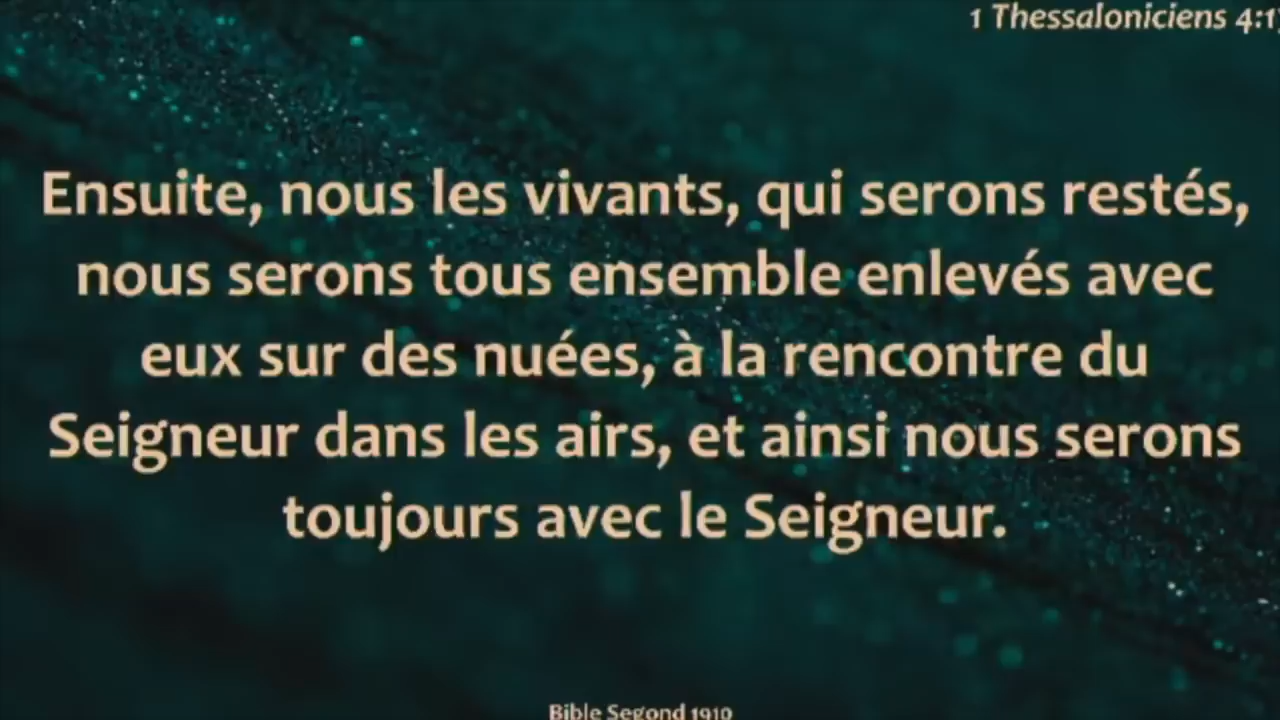 1 Thessaloniciens 4:17
Ensuite, nous les vivants, qui serons restés,
nous serons tous ensemble enlevés avec
eux sur des nuées, à la rencontre du
Seigneur dans les airs, et ainsi nous serons
toujours avec le Seigneur.
Bible Segond 1910